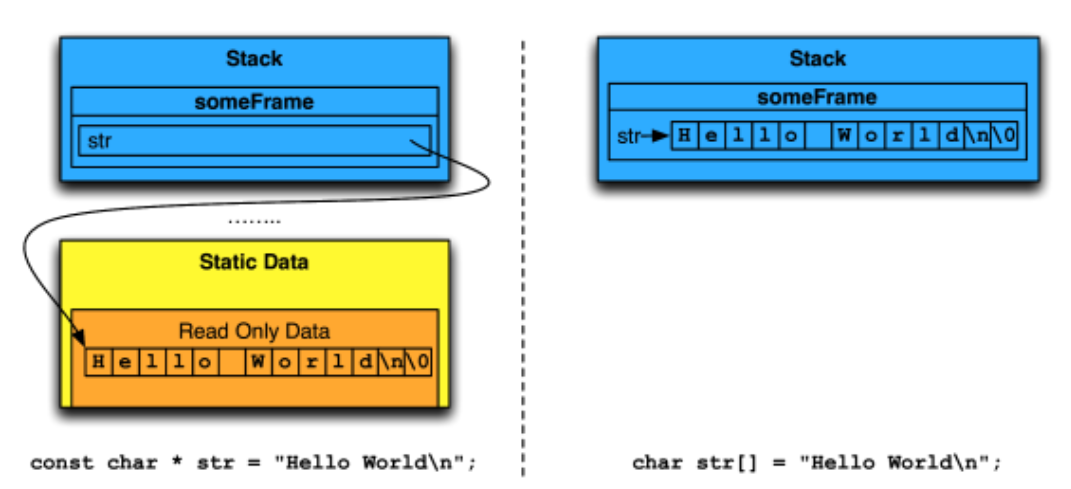 Stack
someFrame
str
........
Static Data
Read Only Data
H e l l o   W o r l d \n \0
const char * str = "Hello World\n";
Stack
someFrame
str H e l l o   W o r l d \n \0
char str[] = "Hello World\n";